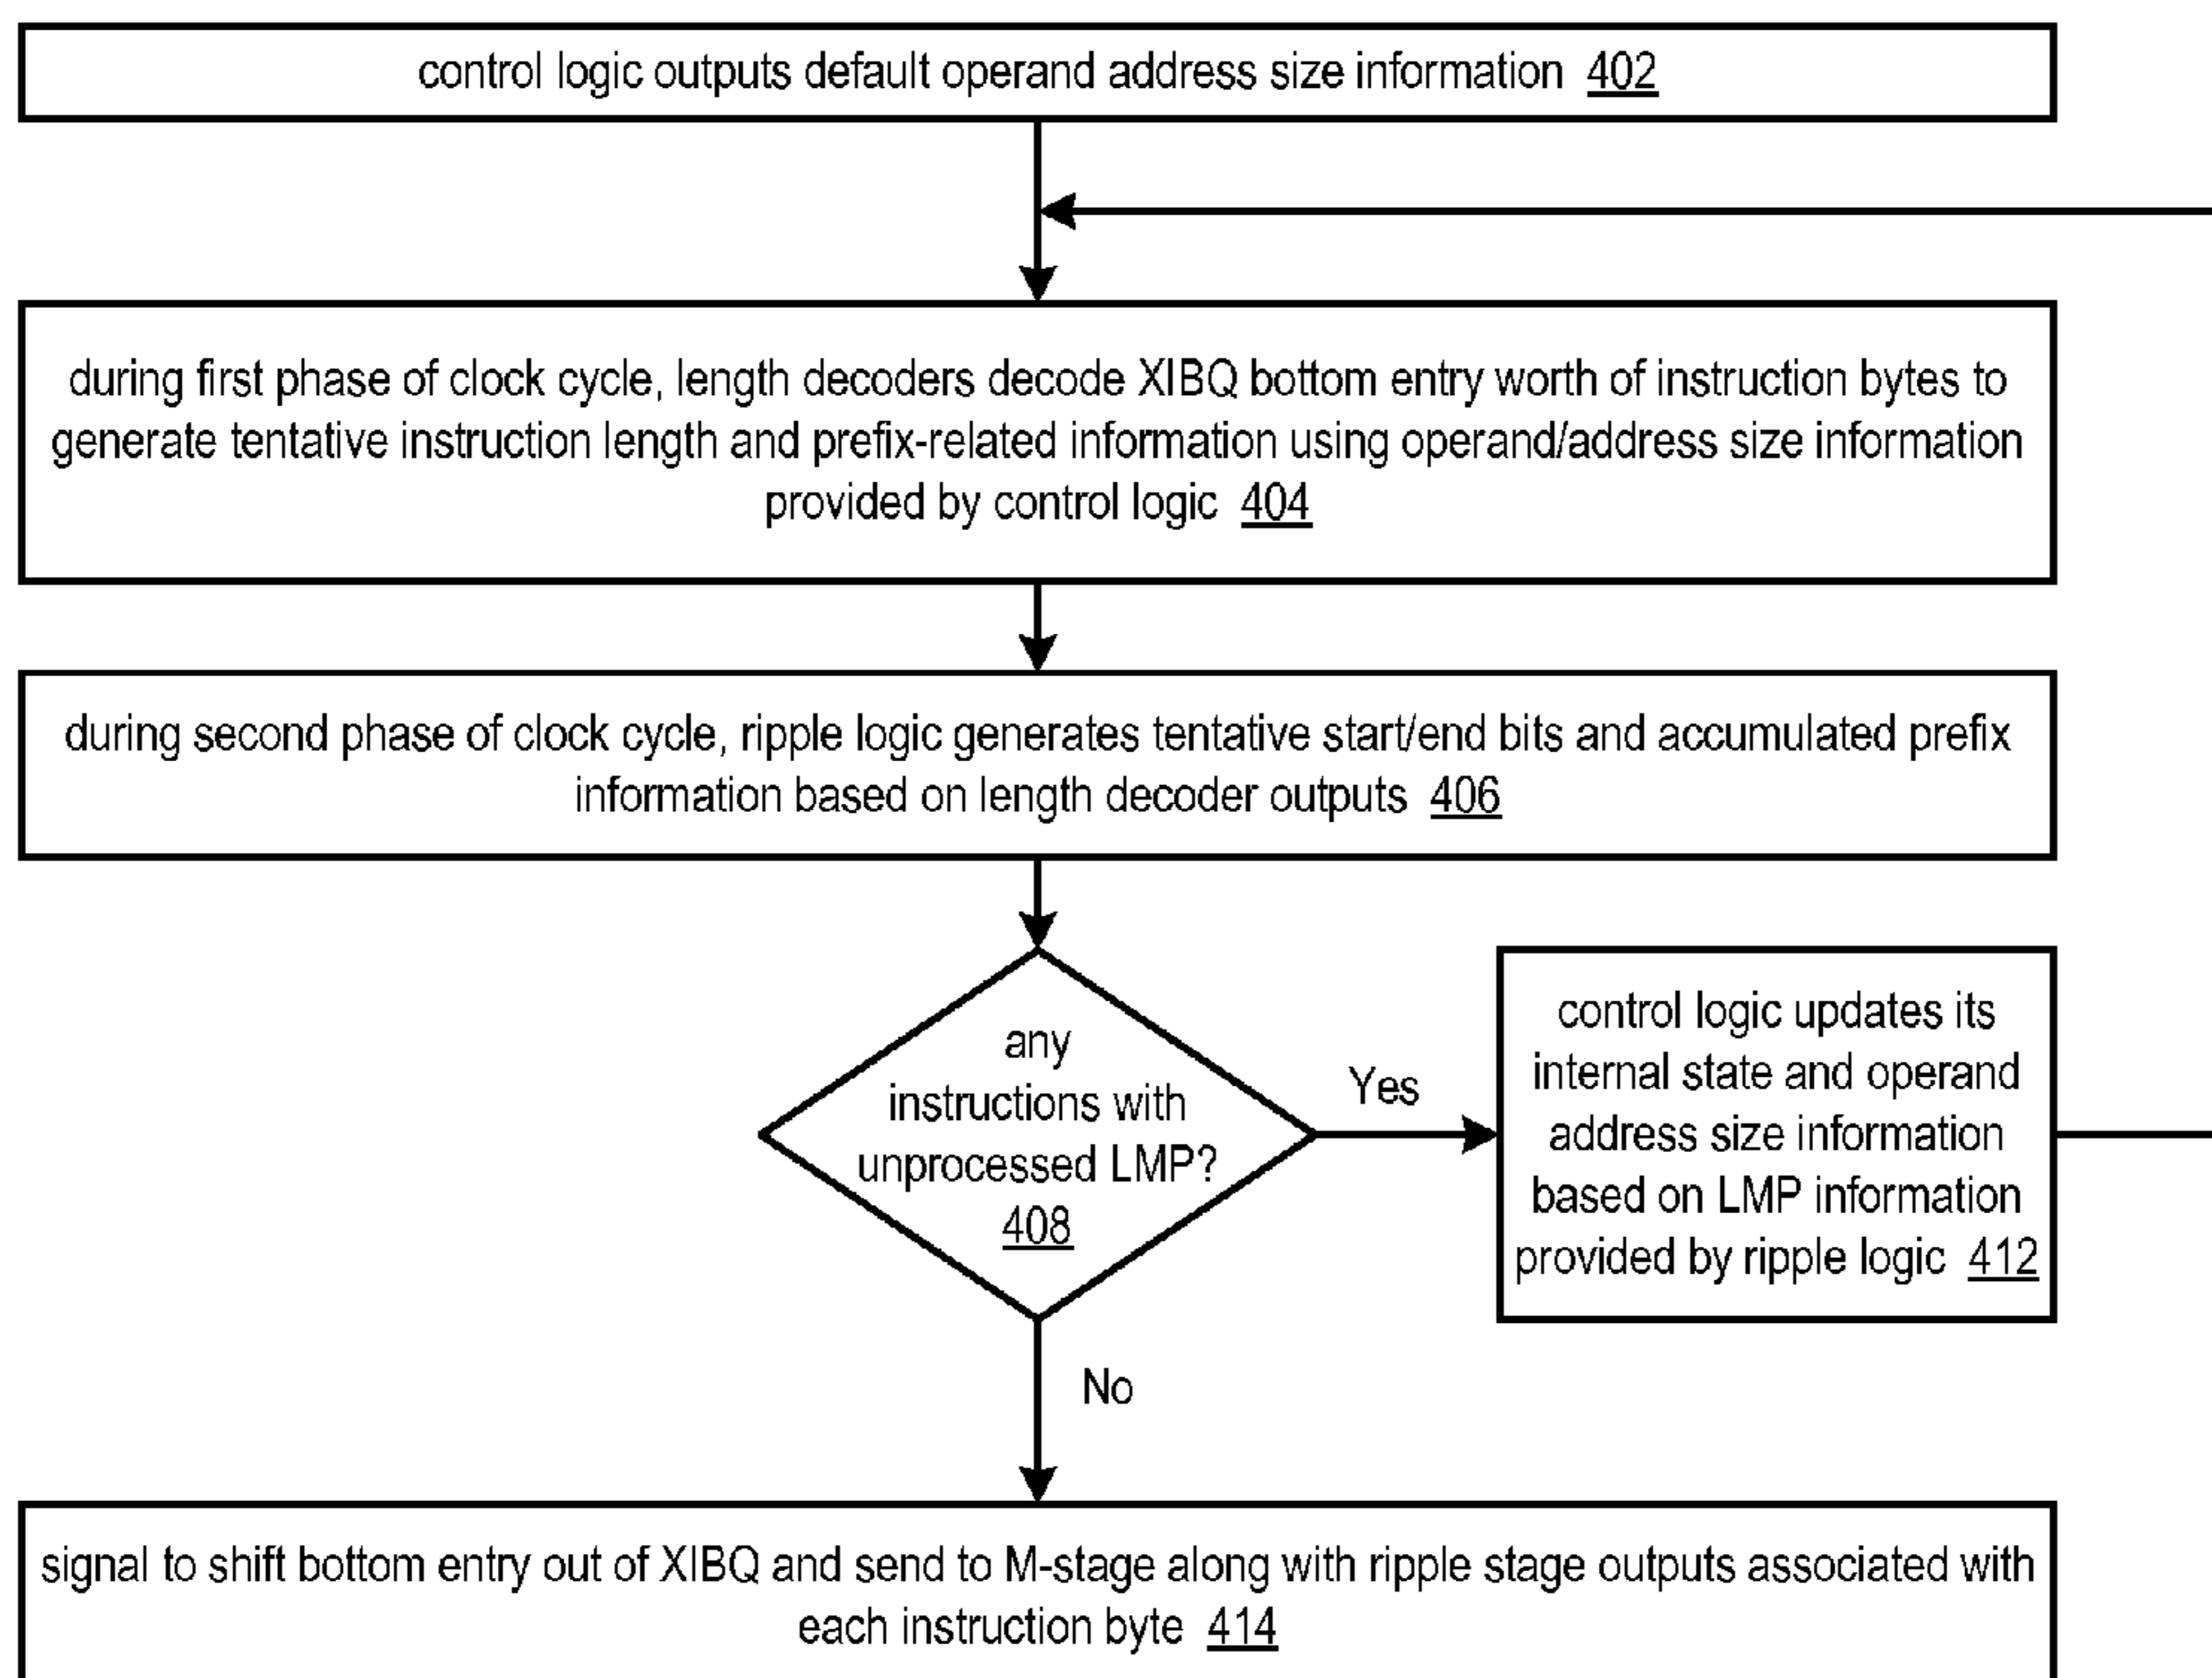 control logic outputs default operand address size information 402
during first phase of clock cycle, length decoders decode XIBQ bottom entry worth of instruction bytes to
generate tentative instruction length and prefix-related information using operand/address size information
provided by control logic 404
during second phase of clock cycle, ripple logic generates tentative start/end bits and accumulated prefix
information based on length decoder outputs 406
any
instructions with
unprocessed LMP?
408
Yes
control logic updates its
internal state and operand
address size information
based on LMP information
provided by ripple logic 412
No
signal to shift bottom entry out of XIBQ and send to M-stage along with ripple stage outputs associated with
each instruction byte 414